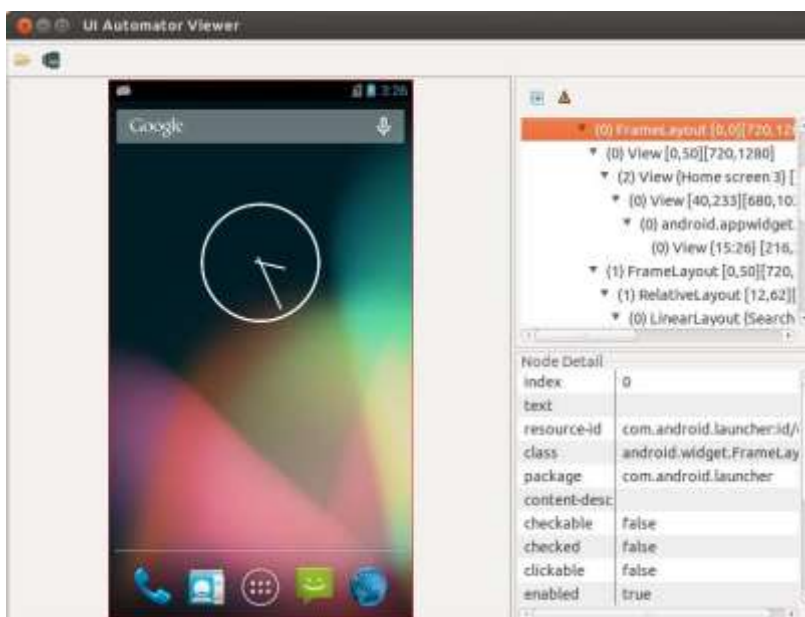 UI Automator Viewer
3:26
Google
(0) FrameLayout [0,0][720,12
(0) View [0,50][720,1280]
(2) View {Home screen 3} [
(0) View [40,233][680,10
(0) android.appwidget.
(0) View {15:26} [216,
(1) FrameLayout [0,50][720,
(1) RelativeLayout [12,62][
(0) LinearLayout {Search
Node Detail
index 0
text
resource-id com.android.launcher:id/
class android.widget.FrameLay
package com.android.launcher
content-desc
checkable false
checked false
clickable false
enabled true